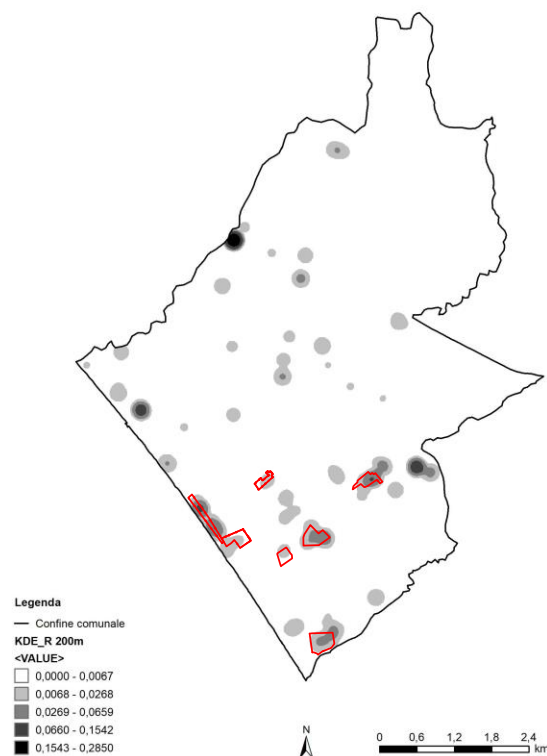 Legenda
Confine comunale
KDE_R 200m
<VALUE>
0,0000 - 0,0067
0,0068 - 0,0268
0,0269 - 0,0659
0,0660 - 0,1542
0,1543 - 0,2850
N
0 0,6 1,2 1,8 2,4
km